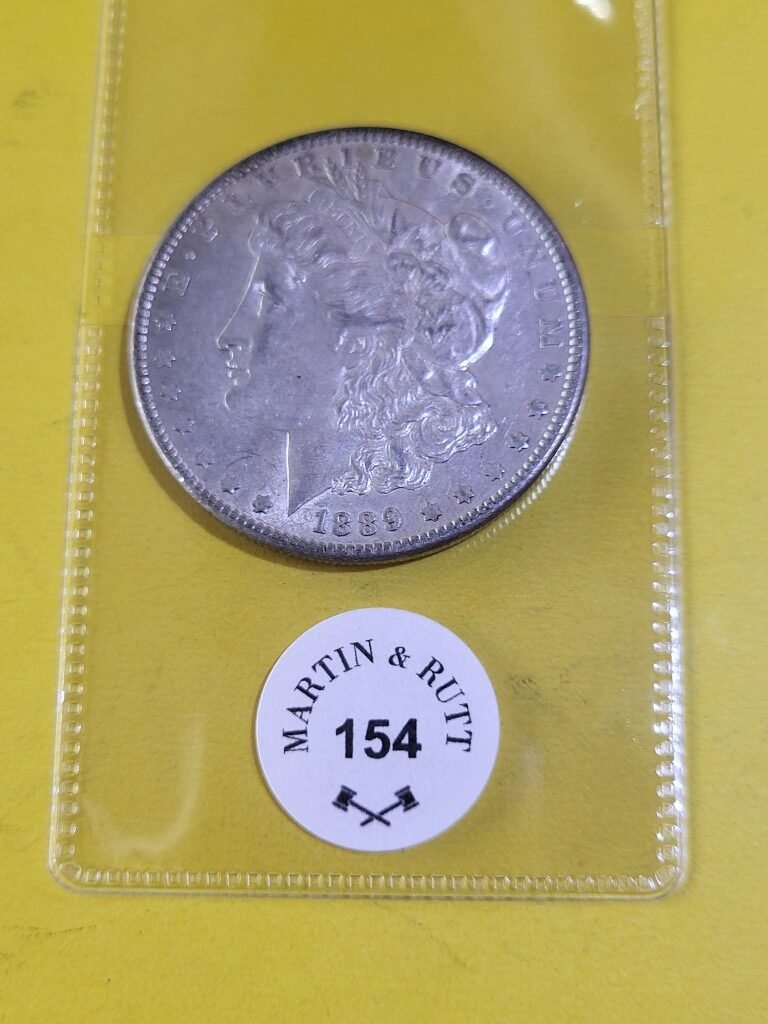 E·PLURIBUS·UNUM
LIBERTY
1889
MARTIN & RUTT
154